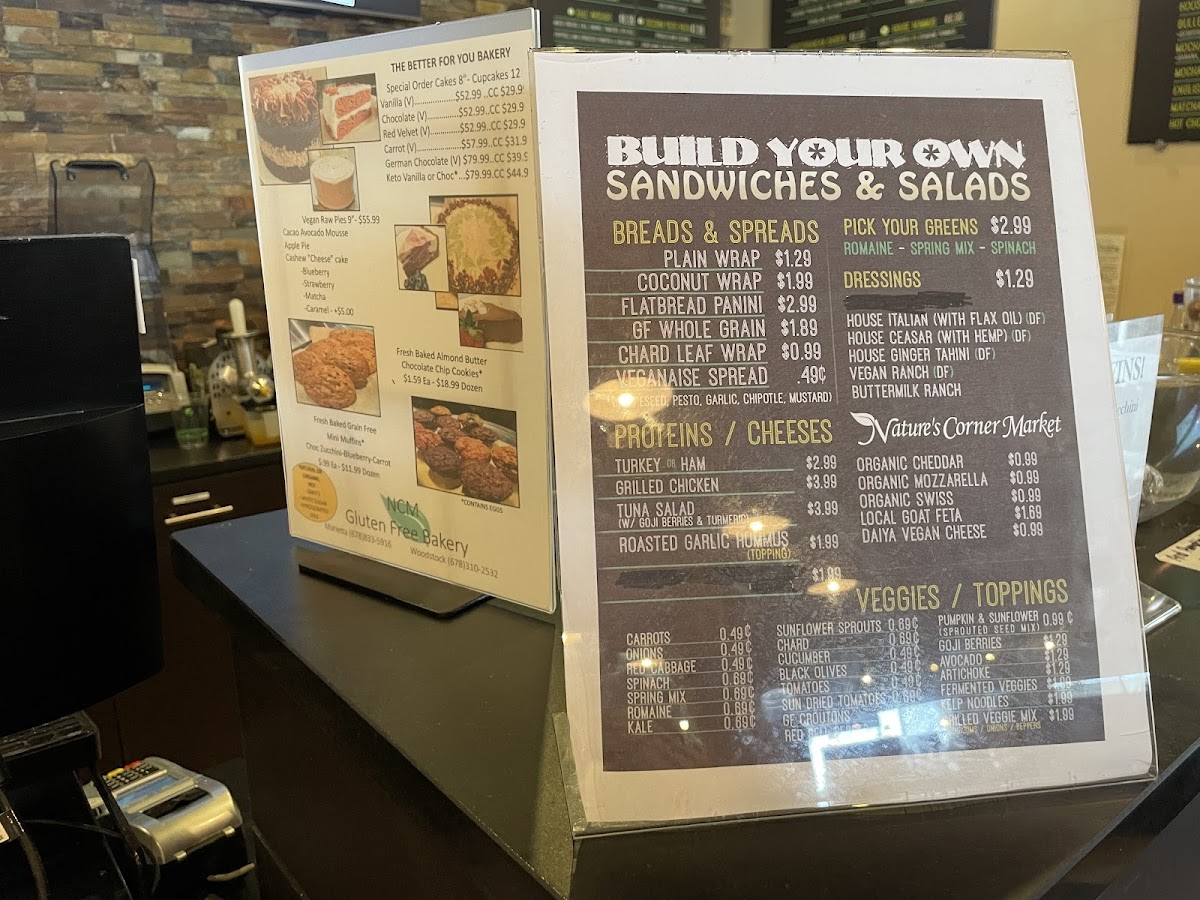 THE BETTER FOR YOU BAKERY
Special Order Cakes 8"- Cupcakes 12
Vanilla (V)......................$52.99 ..CC $29.9
Chocolate (V)..................$52.99..CC $29.9
Red Velvet (V)................$52.99..CC $29.9
Carrot (V)......................$57.99..CC $31.9
German Chocolate (V) $79.99..CC $39.9
Keto Vanilla or Choc*...$79.99.CC $44.9
Vegan Raw Pies 9"- $55.99
Cacao Avocado Mousse
Apple Pie
Cashew "Cheese" cake
-Blueberry
-Strawberry
-Matcha
-Caramel - +$5.00
Fresh Baked Almond Butter
Chocolate Chip Cookies*
$1.59 Ea - $18.99 Dozen
Fresh Baked Grain Free
Mini Muffins*
Choc Zucchini-Blueberry-Carrot
$.99 Ea - $11.99 Dozen
*CONTAINS EGGS
NCM
Gluten Free Bakery
Marietta (678)833-5916
Woodstock (678)310-2532
BUILD YOUR OWN
SANDWICHES & SALADS
BREADS & SPREADS
PLAIN WRAP $1.29
COCONUT WRAP $1.99
FLATBREAD PANINI $2.99
GF WHOLE GRAIN $1.89
CHARD LEAF WRAP $0.99
VEGANAISE SPREAD .49¢
PESTO, GARLIC, CHIPOTLE, MUSTARD)
PROTEINS / CHEESES
TURKEY OR HAM $2.99
GRILLED CHICKEN $3.99
TUNA SALAD $3.99
(W/ GOJI BERRIES & TURMERIC)
ROASTED GARLIC HUMMUS $1.99
(TOPPING)
$1.99
PICK YOUR GREENS $2.99
ROMAINE - SPRING MIX - SPINACH
DRESSINGS $1.29
HOUSE ITALIAN (WITH FLAX OIL) (DF)
HOUSE CEASAR (WITH HEMP) (DF)
HOUSE GINGER TAHINI (DF)
VEGAN RANCH (DF)
BUTTERMILK RANCH
Nature's Corner Market
ORGANIC CHEDDAR $0.99
ORGANIC MOZZARELLA $0.99
ORGANIC SWISS $0.99
LOCAL GOAT FETA $1.69
DAIYA VEGAN CHEESE $0.99
VEGGIES / TOPPINGS
CARROTS 0.49¢
ONIONS 0.49¢
RED CABBAGE 0.49¢
SPINACH 0.69¢
SPRING MIX 0.69¢
ROMAINE 0.69¢
KALE 0.69¢
SUNFLOWER SPROUTS 0.69¢
CHARD 0.69¢
CUCUMBER 0.49¢
BLACK OLIVES 0.49¢
TOMATOES 0.49¢
SUN DRIED TOMATOES
GF CROUTONS
RED
PUMPKIN & SUNFLOWER 0.99 ¢
(SPROUTED SEED MIX)
GOJI BERRIES $1.29
AVOCADO $1.29
ARTICHOKE $1.29
FERMENTED VEGGIES
KELP NOODLES $1.99
GRILLED VEGGIE MIX $1.99
/ ONIONS / PEPPERS